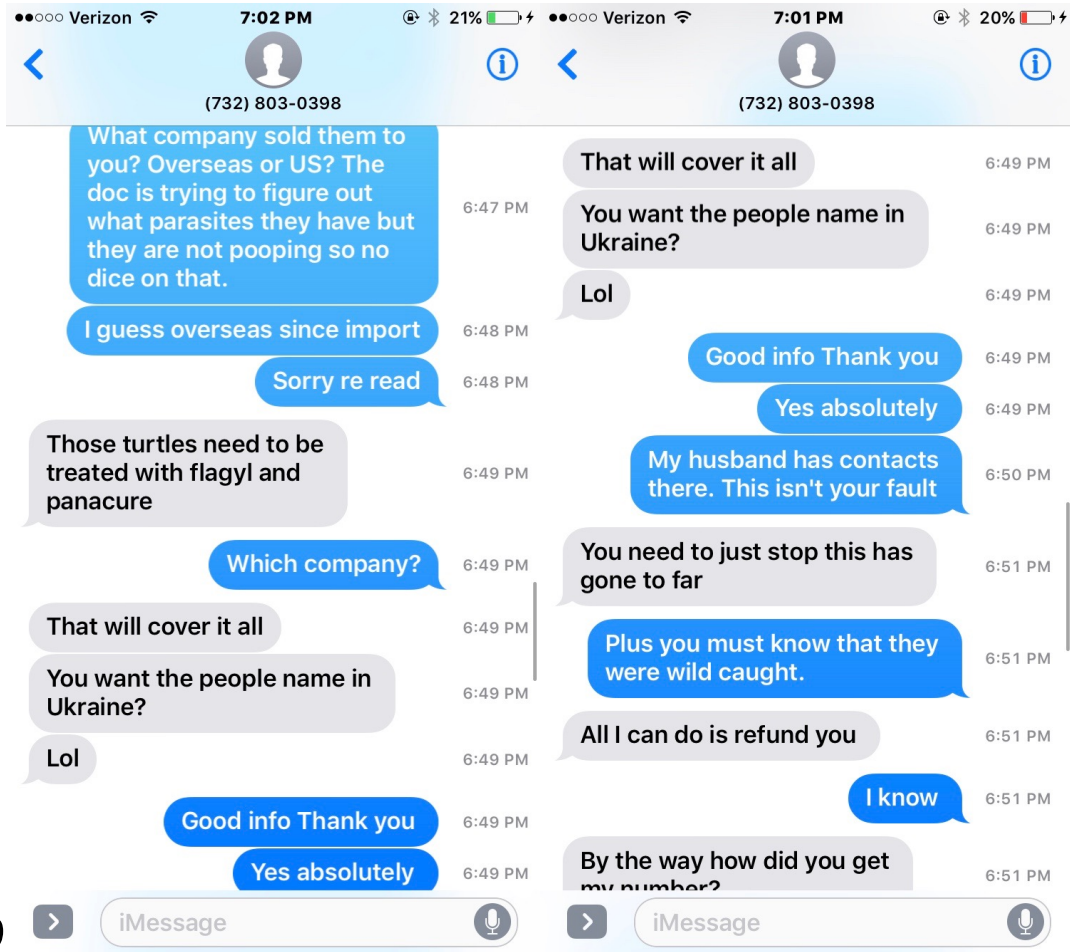 ●●○○○ Verizon 7:02 PM 21%
(732) 803-0398
What company sold them to
you? Overseas or US? The
doc is trying to figure out
what parasites they have but
they are not pooping so no
dice on that.
6:47 PM
I guess overseas since import
6:48 PM
Sorry re read
6:48 PM
Those turtles need to be
treated with flagyl and
panacure
6:49 PM
Which company?
6:49 PM
That will cover it all
6:49 PM
You want the people name in
Ukraine?
6:49 PM
Lol
6:49 PM
Good info Thank you
6:49 PM
Yes absolutely
6:49 PM
iMessage
●●○○○ Verizon 7:01 PM 20%
(732) 803-0398
That will cover it all
6:49 PM
You want the people name in
Ukraine?
6:49 PM
Lol
6:49 PM
Good info Thank you
6:49 PM
Yes absolutely
6:49 PM
My husband has contacts
there. This isn't your fault
6:50 PM
You need to just stop this has
gone to far
6:51 PM
Plus you must know that they
were wild caught.
6:51 PM
All I can do is refund you
6:51 PM
I know
6:51 PM
By the way how did you get
my number?
6:51 PM
iMessage